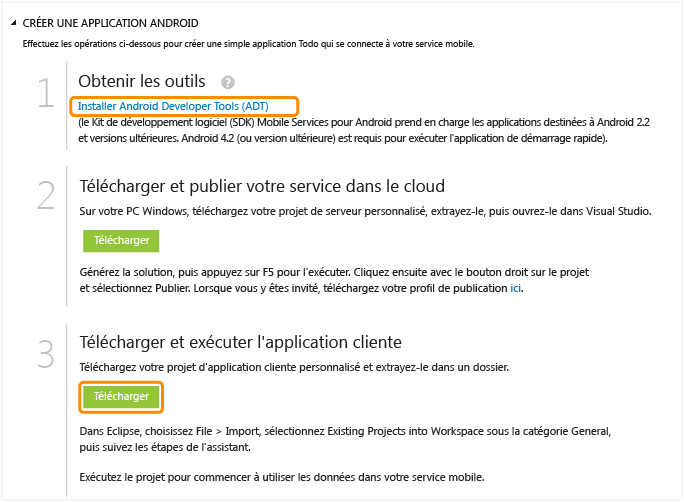 CRÉER UNE APPLICATION ANDROID
Effectuez les opérations ci-dessous pour créer une simple application Todo qui se connecte à votre service mobile.
1
Obtenir les outils ?
Installer Android Developer Tools (ADT)
(le Kit de développement logiciel (SDK) Mobile Services pour Android prend en charge les applications destinées à Android 2.2
et versions ultérieures. Android 4.2 (ou version ultérieure) est requis pour exécuter l'application de démarrage rapide).
2
Télécharger et publier votre service dans le cloud
Sur votre PC Windows, téléchargez votre projet de serveur personnalisé, extrayez-le, puis ouvrez-le dans Visual Studio.
Télécharger
Générez la solution, puis appuyez sur F5 pour l'exécuter. Cliquez ensuite avec le bouton droit sur le projet
et sélectionnez Publier. Lorsque vous y êtes invité, téléchargez votre profil de publication ici.
3
Télécharger et exécuter l'application cliente
Téléchargez votre projet d'application cliente personnalisé et extrayez-le dans un dossier.
Télécharger
Dans Eclipse, choisissez File > Import, sélectionnez Existing Projects into Workspace sous la catégorie General,
puis suivez les étapes de l'assistant.
Exécutez le projet pour commencer à utiliser les données dans votre service mobile.